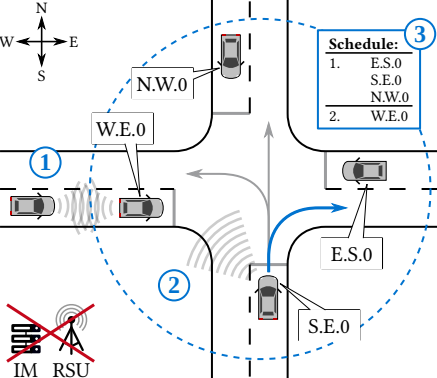 N
W E
S
3
Schedule:
1. E.S.0
S.E.0
N.W.0
2. W.E.0
N.W.0
W.E.0
1
E.S.0
2
S.E.0
IM RSU